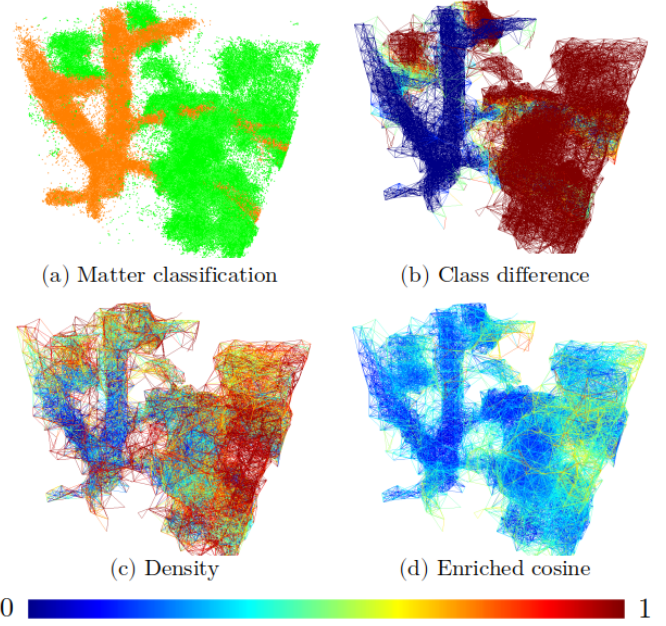 (a) Matter classification
(b) Class difference
(c) Density
(d) Enriched cosine
0
1